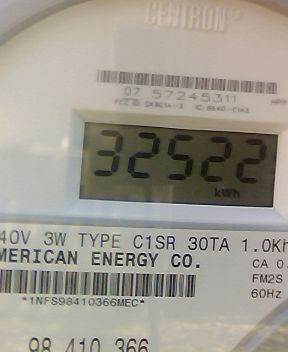 CENTRON®
07 57245311
32522
kWh
40V 3W TYPE C1SR 30TA 1.0Kh
MERICAN ENERGY CO.
CA 0.
FM2S
60Hz
*1NFS98410366MEC*
98 410 366